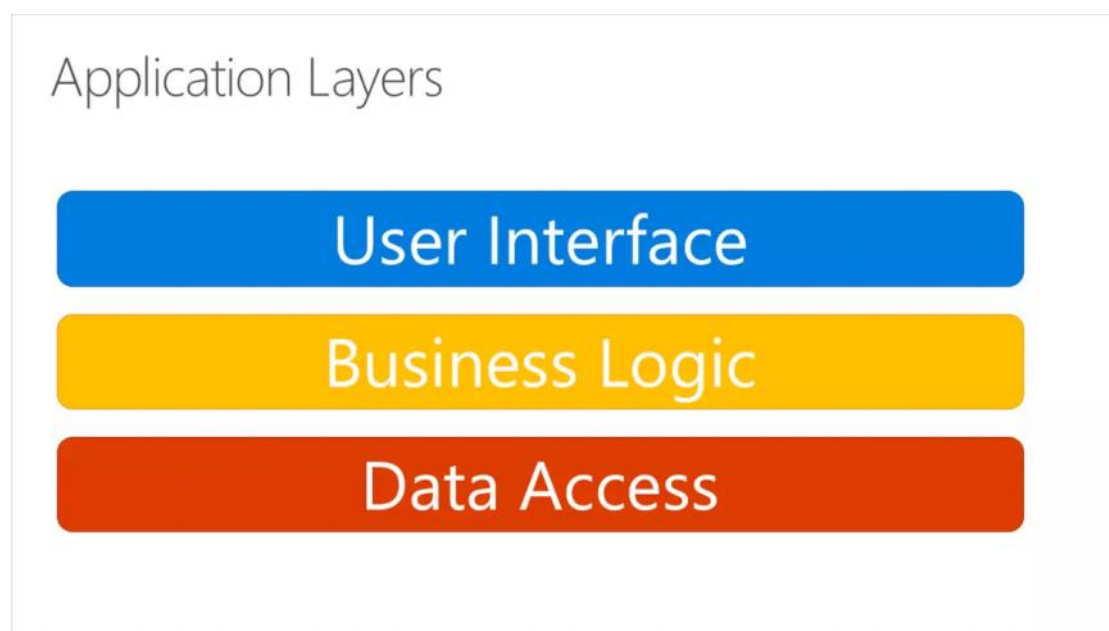 Application Layers
User Interface
Business Logic
Data Access